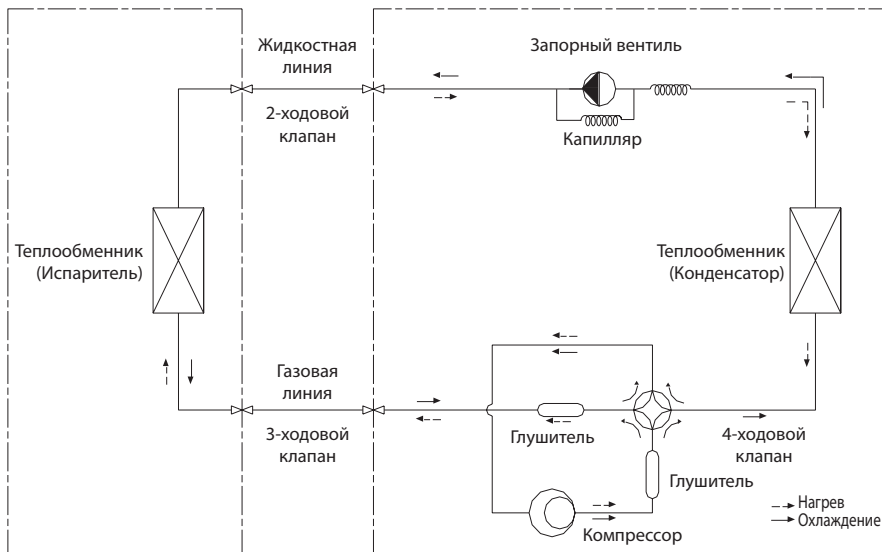 Жидкостная
линия
Запорный вентиль
2-ходовой
клапан
Капилляр
Теплообменник
(Испаритель)
Теплообменник
(Конденсатор)
Газовая
линия
3-ходовой
клапан
Глушитель
4-ходовой
клапан
Глушитель
Компрессор
Нагрев
Охлаждение